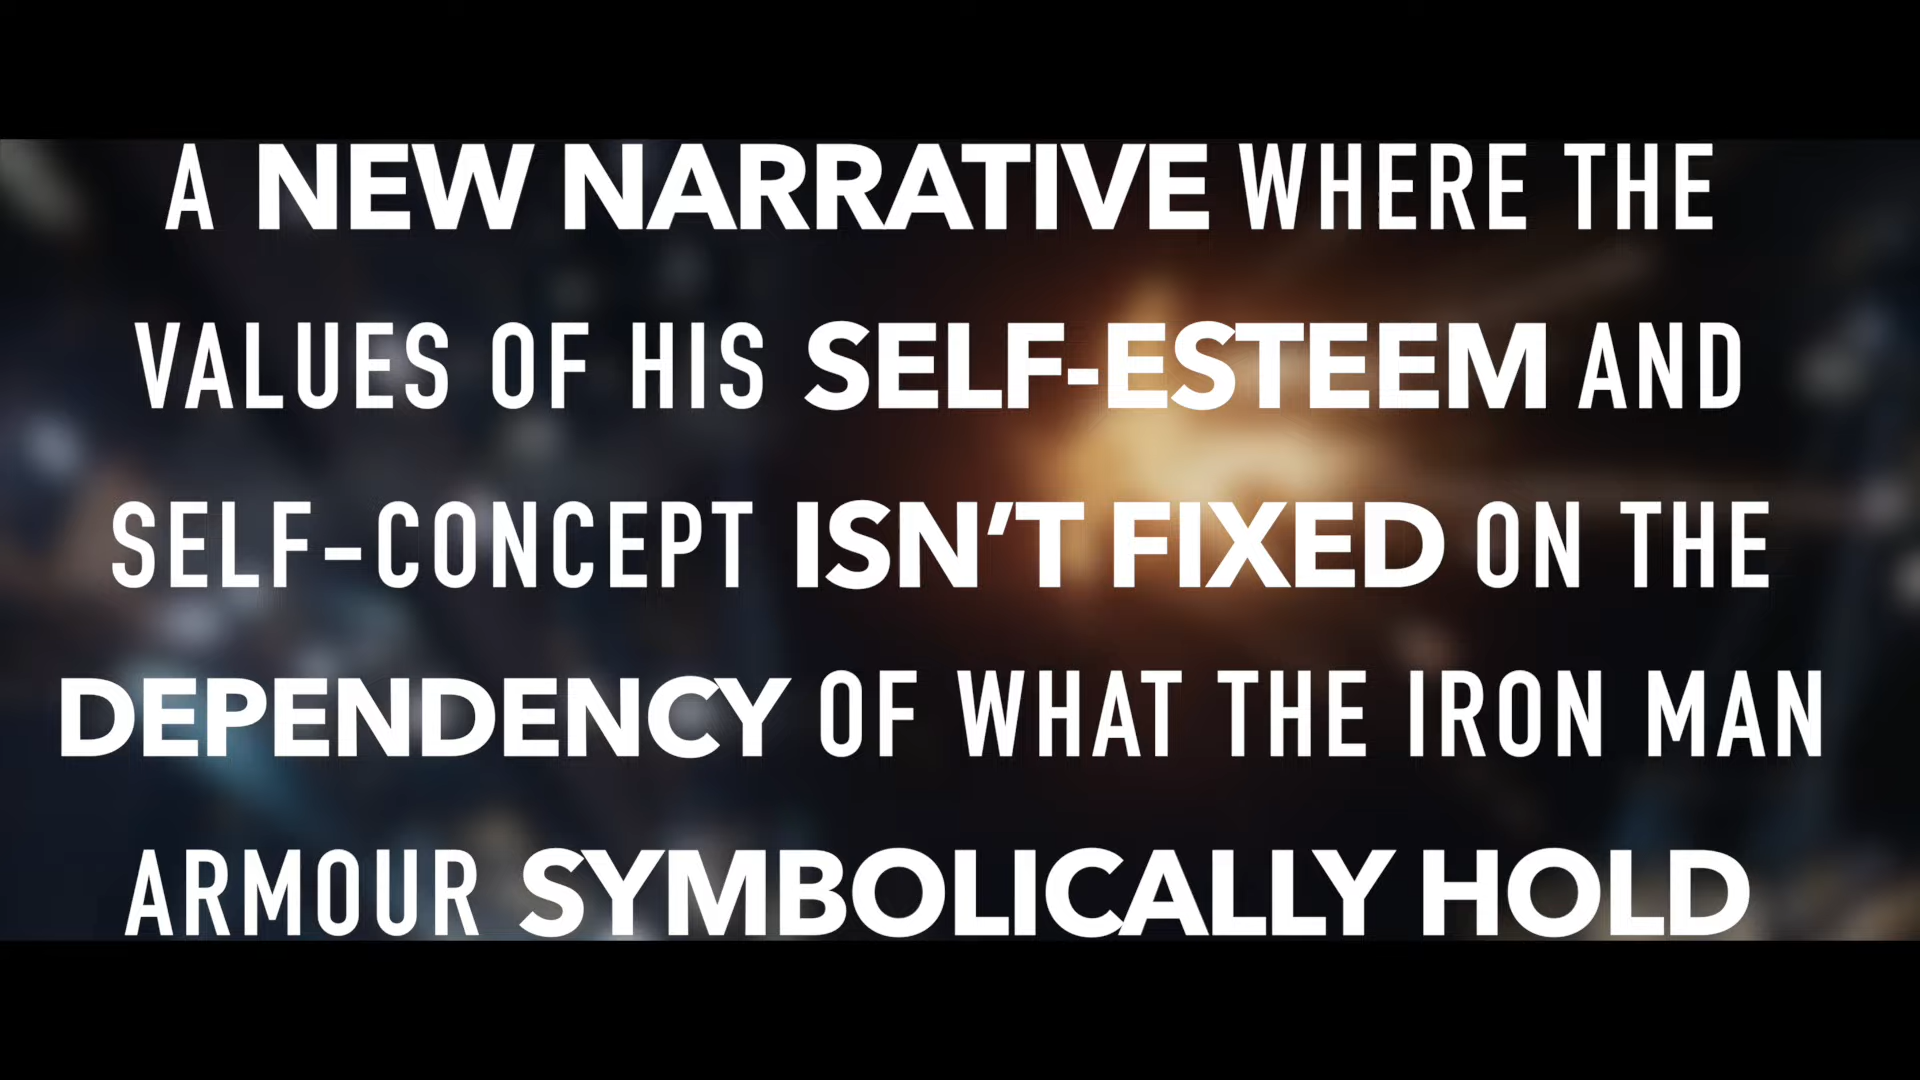 A NEW NARRATIVE WHERE THE
VALUES OF HIS SELF-ESTEEM AND
SELF-CONCEPT ISN'T FIXED ON THE
DEPENDENCY OF WHAT THE IRON MAN
ARMOUR SYMBOLICALLY HOLD